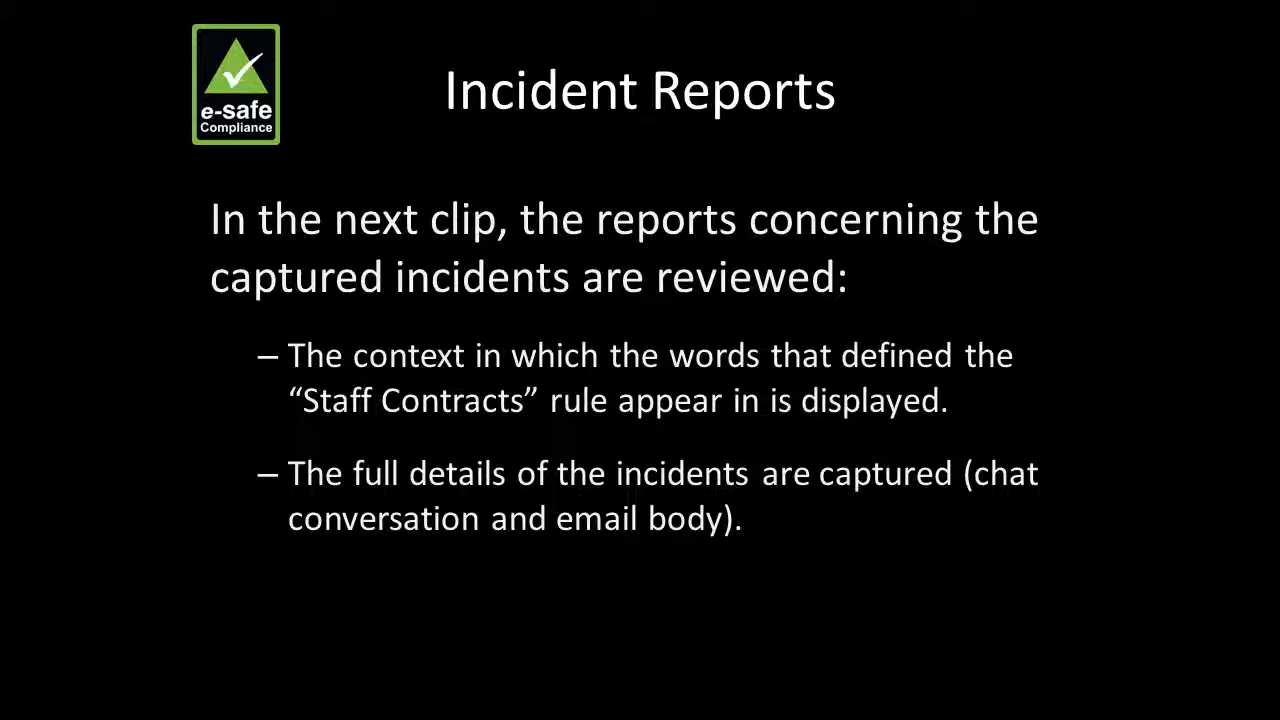 e-safe
Compliance
Incident Reports
In the next clip, the reports concerning the
captured incidents are reviewed:
– The context in which the words that defined the
“Staff Contracts” rule appear in is displayed.
– The full details of the incidents are captured (chat
conversation and email body).